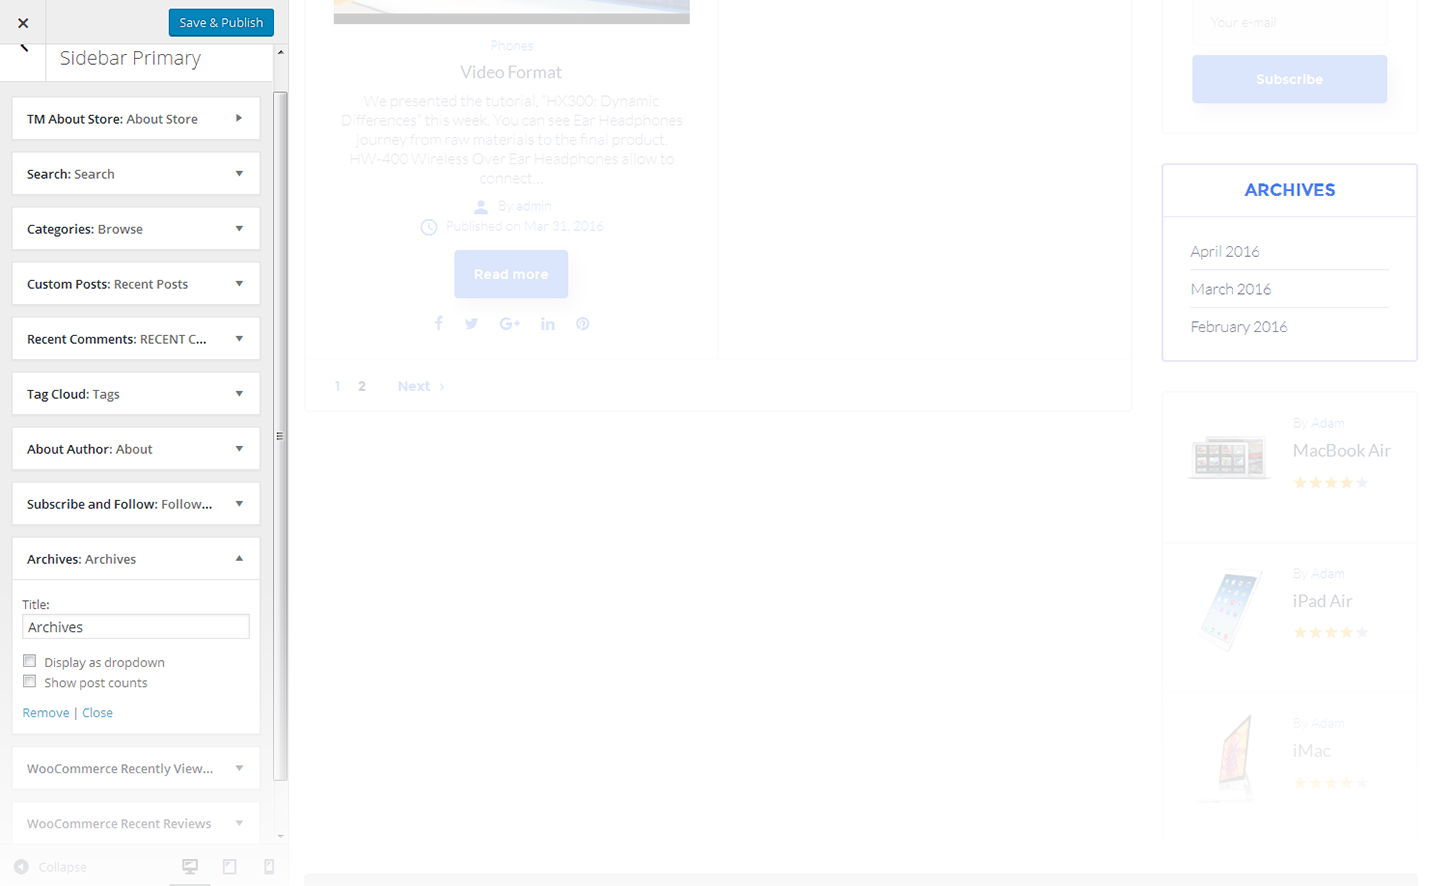 Save & Publish
Sidebar Primary
TM About Store: About Store
Search: Search
Categories: Browse
Custom Posts: Recent Posts
Recent Comments: RECENT C...
Tag Cloud: Tags
About Author: About
Subscribe and Follow: Follow...
Archives: Archives
Title:
Archives
Display as dropdown
Show post counts
Remove | Close
WooCommerce Recently View...
WooCommerce Recent Reviews
Collapse
Phones
Video Format
We presented the tutorial, “HX300: Dynamic
Differences” this week. You can see Ear Headphones
journey from raw materials to the final product.
HW-400 Wireless Over Ear Headphones allow to
connect…
By admin
Published on Mar 31, 2016
Read more
1 2 Next
Your e-mail
Subscribe
ARCHIVES
April 2016
March 2016
February 2016
By Adam
MacBook Air
By Adam
iPad Air
By Adam
iMac